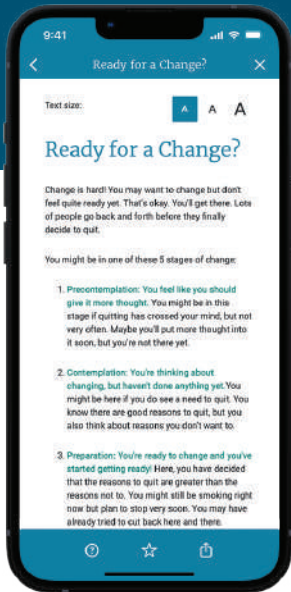 9:41
Ready for a Change?
Text size:
A A A
Ready for a Change?
Change is hard! You may want to change but don't
feel quite ready yet. That's okay. You'll get there. Lots
of people go back and forth before they finally
decide to quit.
You might be in one of these 5 stages of change:
1. Precontemplation: You feel like you should
give it more thought. You might be in this
stage if quitting has crossed your mind, but not
very often. Maybe you'll put more thought into
it soon, but you're not there yet.
2. Contemplation: You're thinking about
changing, but haven't done anything yet.You
might be here if you do see a need to quit. You
know there are good reasons to quit, but you
also think about reasons you don't want to.
3. Preparation: You're ready to change and you've
started getting ready! Here, you have decided
that the reasons to quit are greater than the
reasons not to. You might still be smoking right
now but plan to stop very soon. You may have
already tried to cut back here and there.